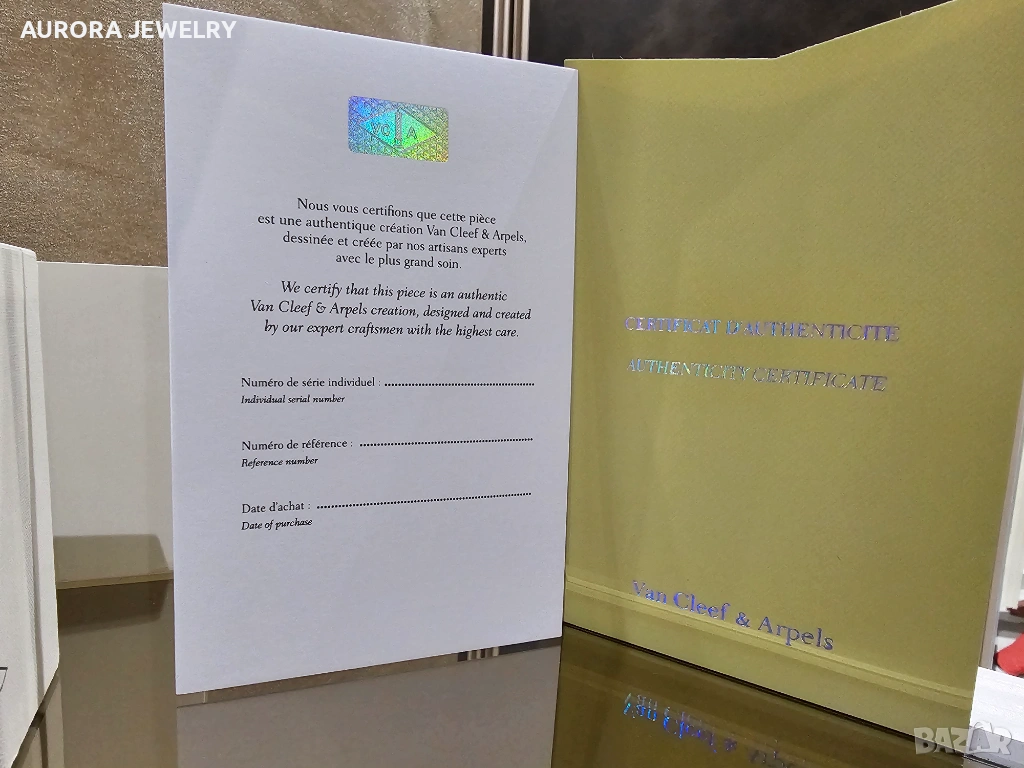 AURORA JEWELRY
VC A
Nous vous certifions que cette pièce
est une authentique création Van Cleef & Arpels,
dessinée et créée par nos artisans experts
avec le plus grand soin.
We certify that this piece is an authentic
Van Cleef & Arpels creation, designed and created
by our expert craftsmen with the highest care.
Numéro de série individuel :
Individual serial number
Numéro de référence :
Reference number
Date d'achat :
Date of purchase
CERTIFICAT D'AUTHENTICITE
AUTHENTICITY CERTIFICATE
Van Cleef & Arpels
BAZAR